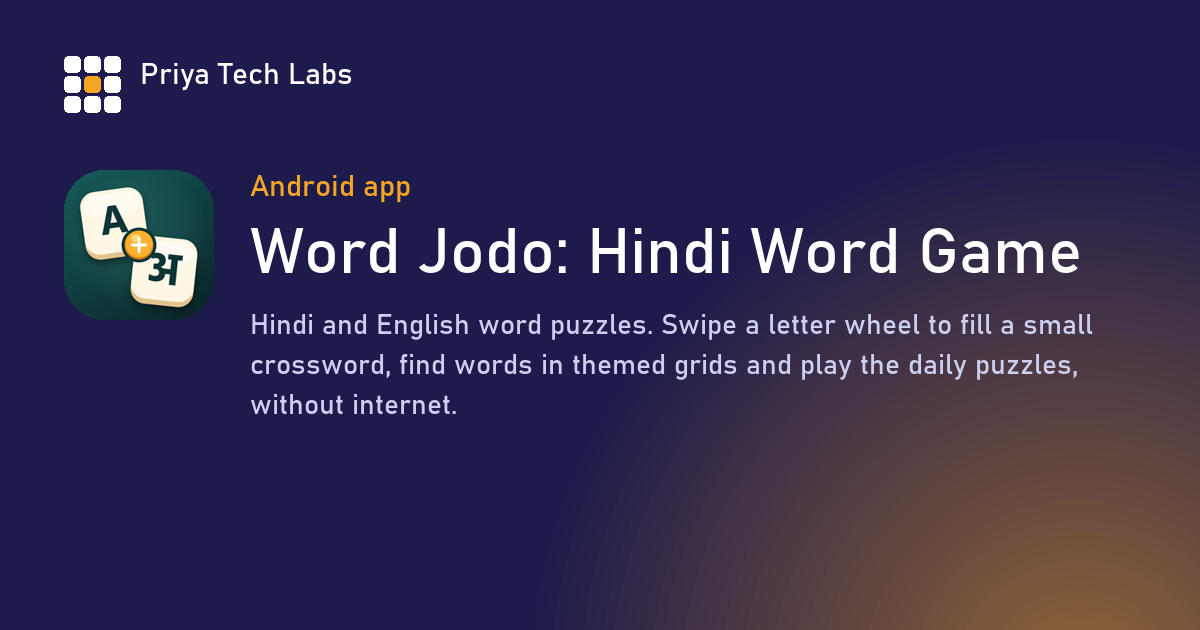 Priya Tech Labs
A
+
अ
Android app
Word Jodo: Hindi Word Game
Hindi and English word puzzles. Swipe a letter wheel to fill a small
crossword, find words in themed grids and play the daily puzzles,
without internet.